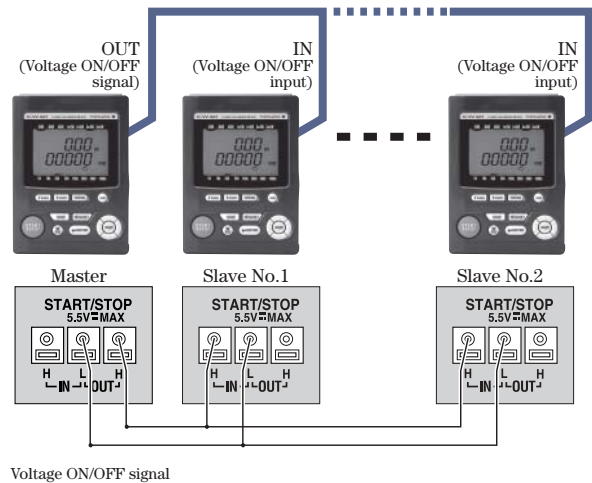 OUT
(Voltage ON/OFF
signal)
IN
(Voltage ON/OFF
input)
IN
(Voltage ON/OFF
input)
Master
Slave No.1
Slave No.2
START/STOP
5.5V MAX
H L H
IN OUT
START/STOP
5.5V MAX
H L H
IN OUT
START/STOP
5.5V MAX
H L H
IN OUT
Voltage ON/OFF signal